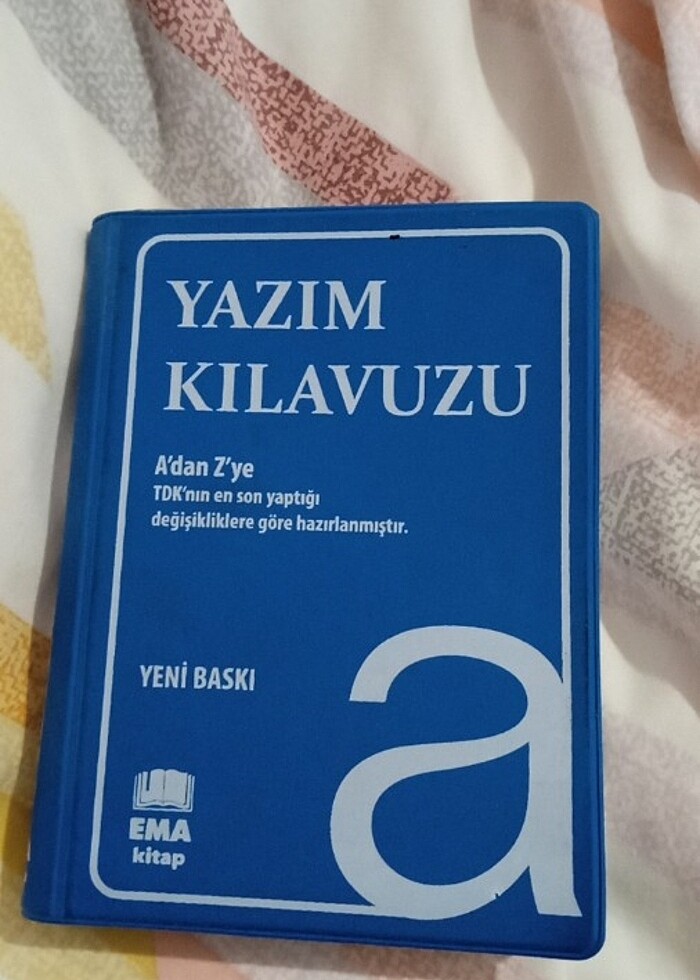 YAZIM
KILAVUZU
A'dan Z'ye
TDK'nın en son yaptığı
değişikliklere göre hazırlanmıştır.
YENİ BASKI
a
EMA
kitap